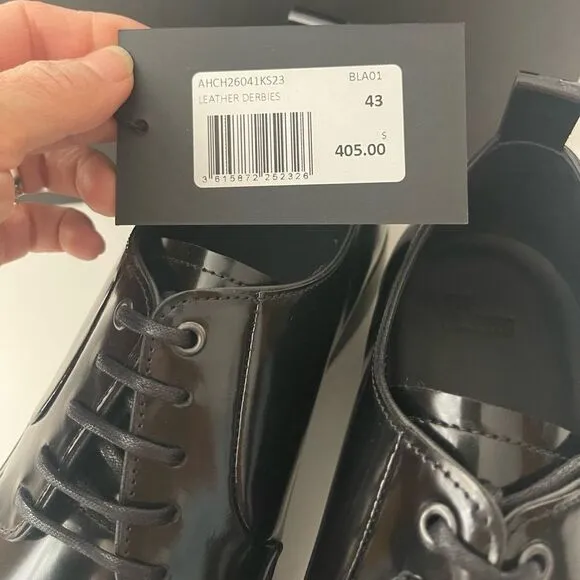 AHCH26041KS23 BLA01
LEATHER DERBIES
43
S
405.00
3 615872 252326